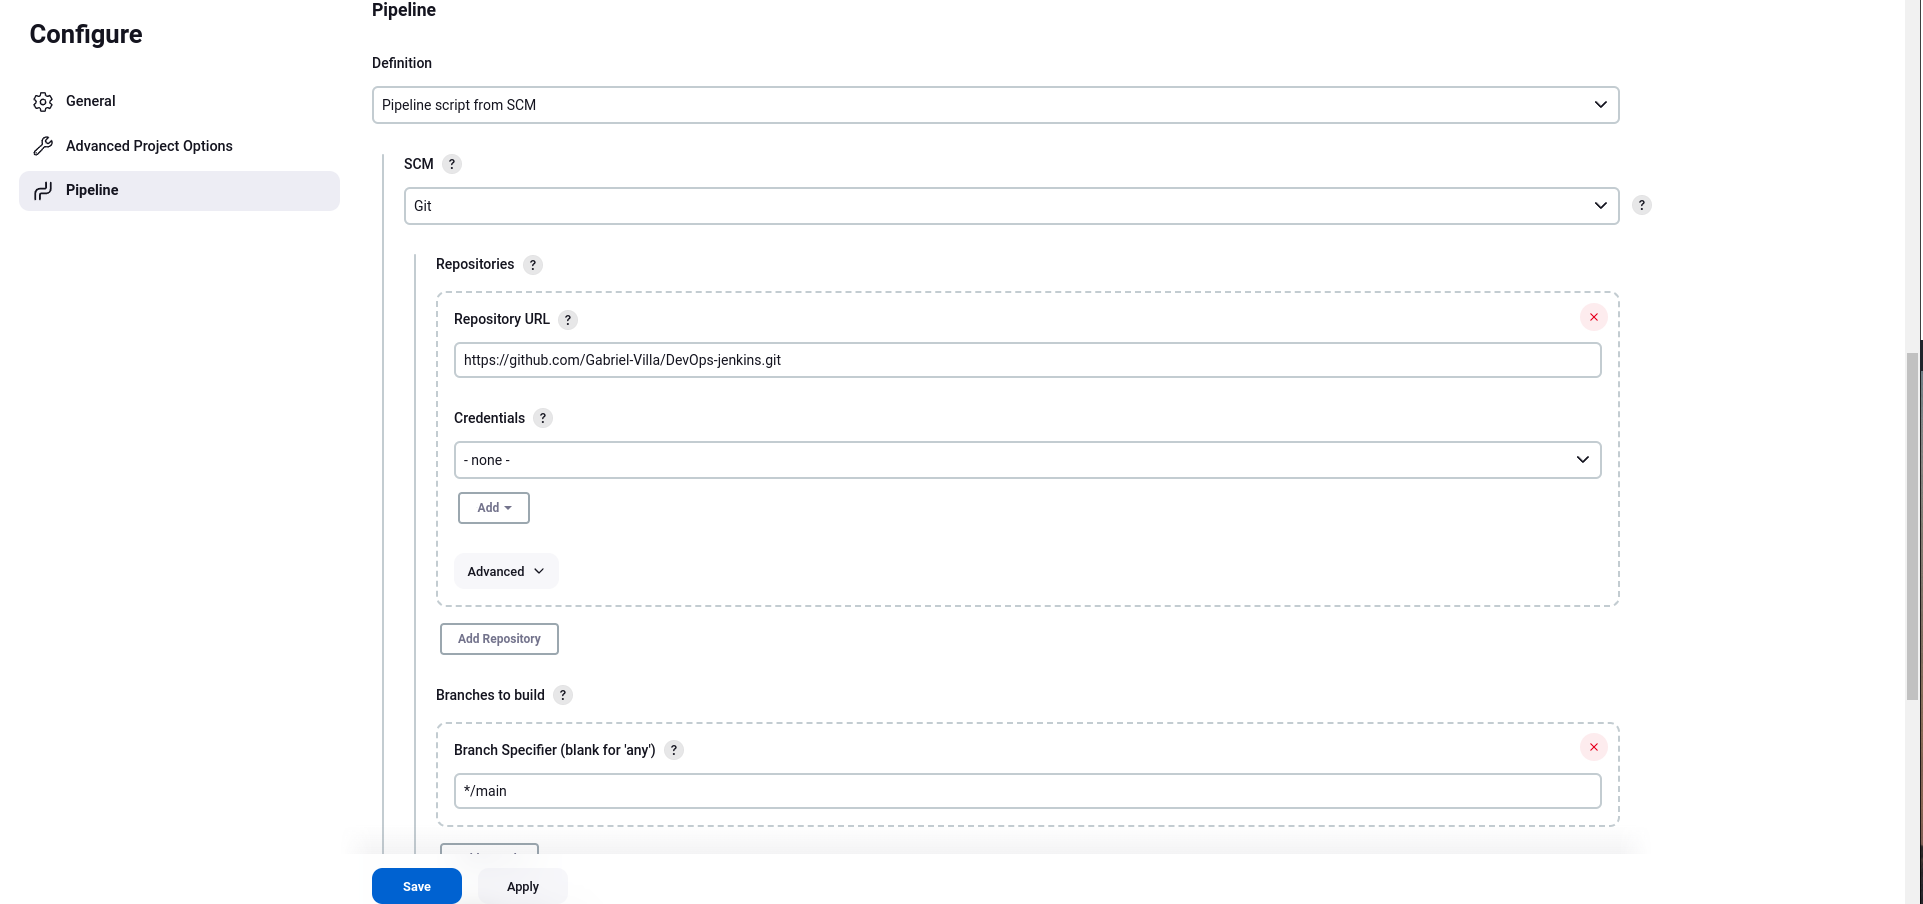 Configure
General
Advanced Project Options
Pipeline
Pipeline
Definition
Pipeline script from SCM
SCM ?
Git
?
Repositories ?
Repository URL ?
https://github.com/Gabriel-Villa/DevOps-jenkins.git
Credentials ?
- none -
Add
Advanced
Add Repository
Branches to build ?
Branch Specifier (blank for 'any') ?
*/main
Save
Apply